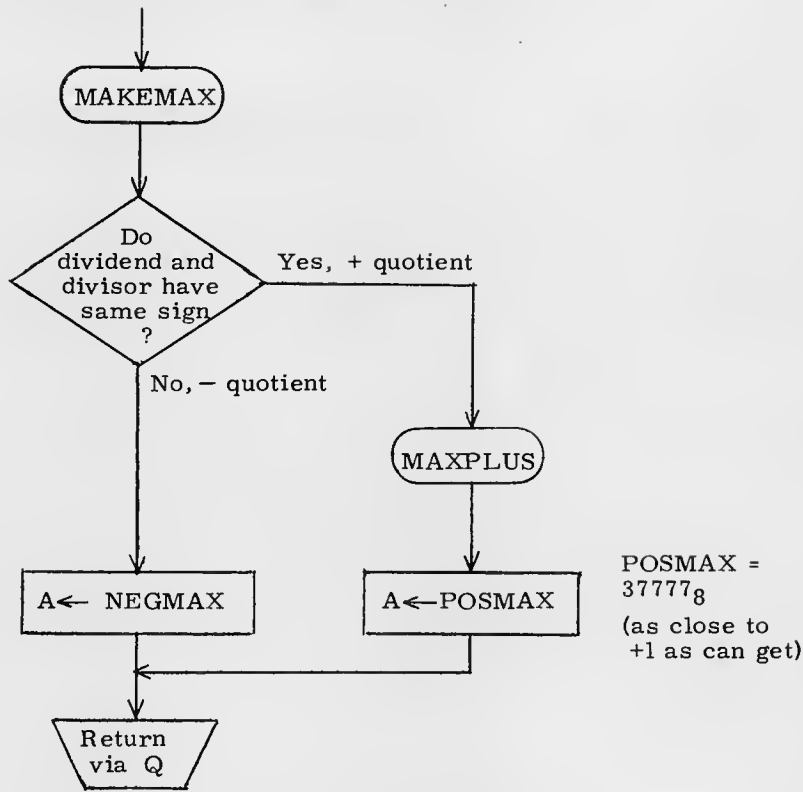 MAKEMAX
Do
dividend and
divisor have
same sign
?
Yes, + quotient
No, — quotient
MAXPLUS
A← NEGMAX
A←POSMAX
POSMAX =
37777₈
(as close to
+1 as can get)
Return
via Q